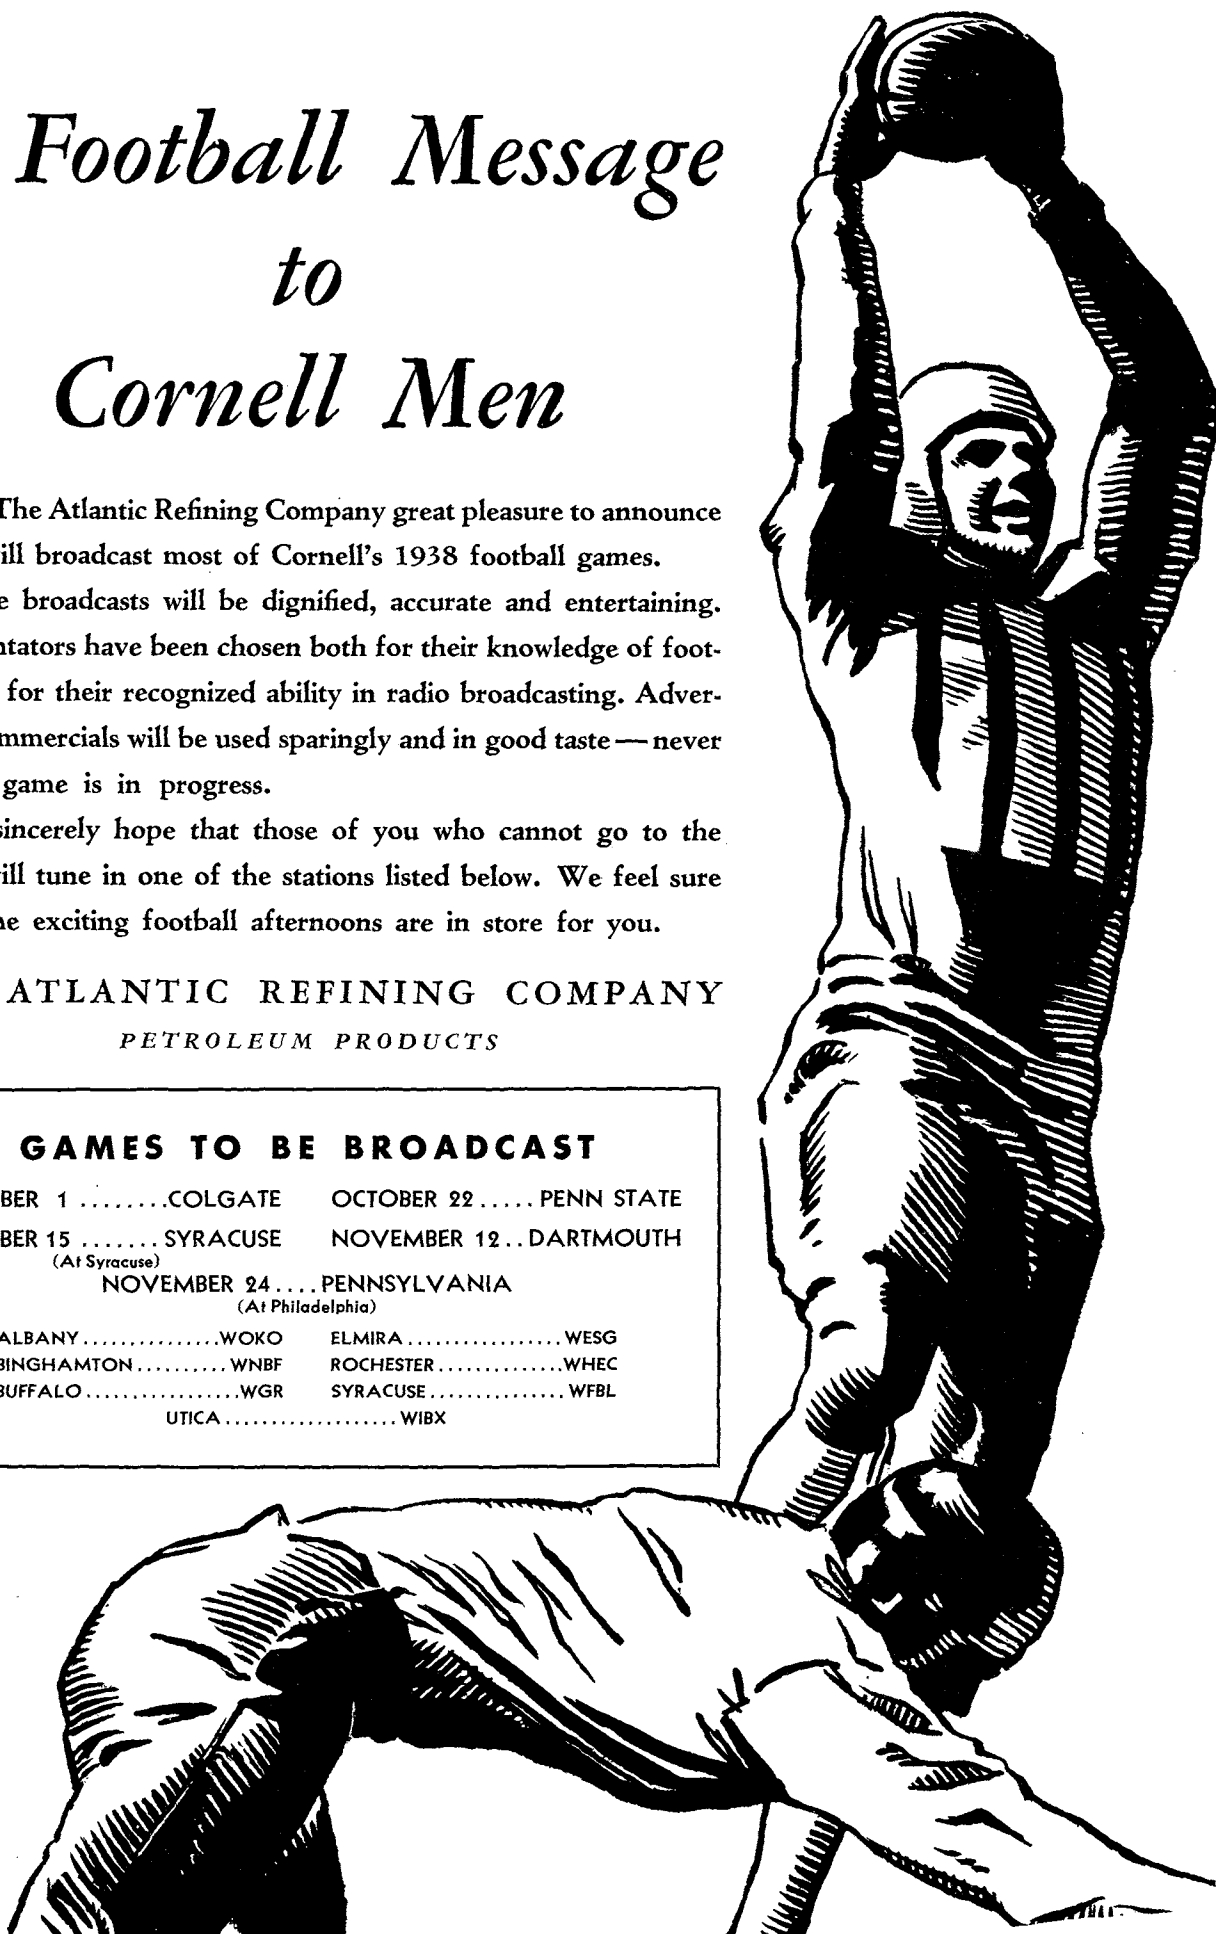 Football Message
to
Cornell Men
The Atlantic Refining Company great pleasure to announce
ill broadcast most of Cornell's 1938 football games.
e broadcasts will be dignified, accurate and entertaining.
ntators have been chosen both for their knowledge of foot-
for their recognized ability in radio broadcasting. Adver-
mmercials will be used sparingly and in good taste—never
game is in progress.
sincerely hope that those of you who cannot go to the
ill tune in one of the stations listed below. We feel sure
e exciting football afternoons are in store for you.
ATLANTIC REFINING COMPANY
PETROLEUM PRODUCTS
GAMES TO BE BROADCAST
BER 1 ........COLGATE OCTOBER 22.....PENN STATE
BER 15 .......SYRACUSE NOVEMBER 12..DARTMOUTH
(At Syracuse)
NOVEMBER 24....PENNSYLVANIA
(At Philadelphia)
ALBANY...............WOKO ELMIRA.................WESG
BINGHAMTON..........WNBF ROCHESTER..............WHEC
BUFFALO.................WGR SYRACUSE...............WFBL
UTICA...................WIBX